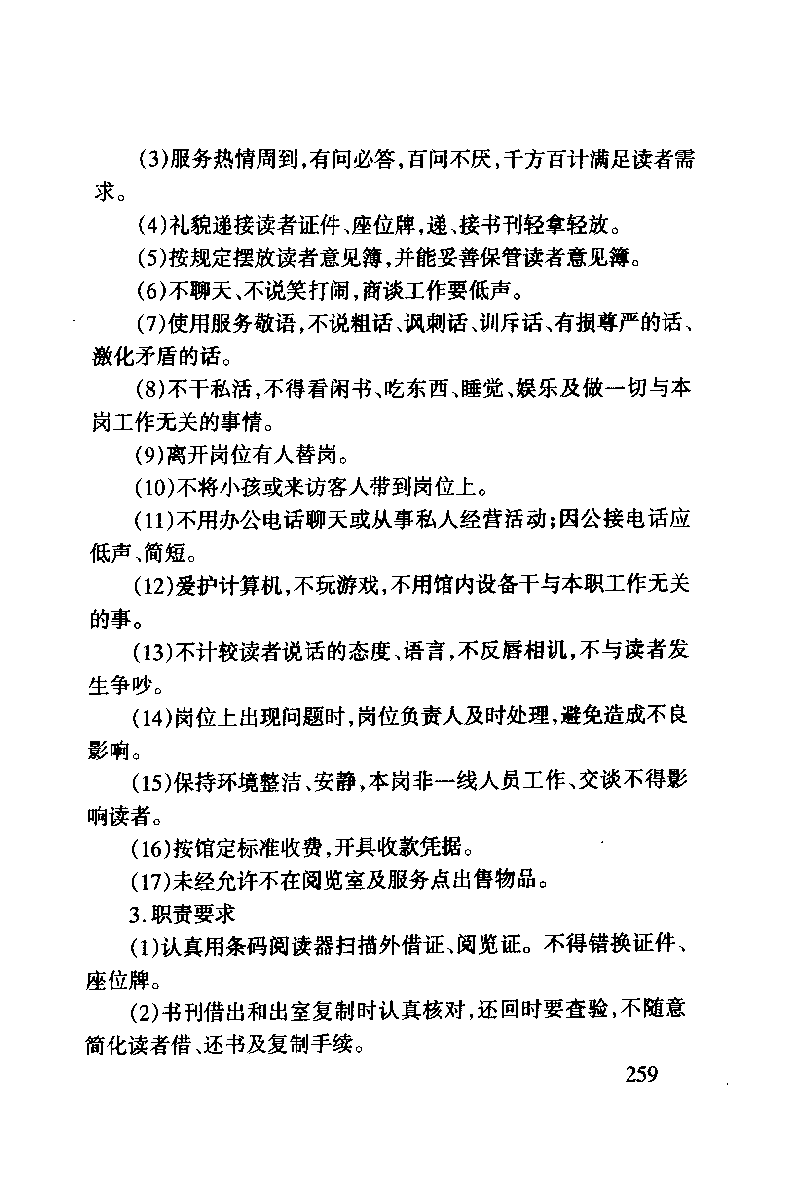 (3)服务热情周到,有问必答,百问不厌,千方百计满足读者需
求。
(4)礼貌递接读者证件、座位牌,递、接书刊轻拿轻放。
(5)按规定摆放读者意见簿,并能妥善保管读者意见簿。
(6)不聊天、不说笑打闹,商谈工作要低声。
(7)使用服务敬语,不说粗话、讽刺话、训斥话、有损尊严的话、
激化矛盾的话。
(8)不干私活,不得看闲书、吃东西、睡觉、娱乐及做一切与本
岗工作无关的事情。
(9)离开岗位有人替岗。
(10)不将小孩或来访客人带到岗位上。
(11)不用办公电话聊天或从事私人经营活动;因公接电话应
低声、简短。
(12)爱护计算机,不玩游戏,不用馆内设备干与本职工作无关
的事。
(13)不计较读者说话的态度、语言,不反唇相讥,不与读者发
生争吵。
(14)岗位上出现问题时,岗位负责人及时处理,避免造成不良
影响。
(15)保持环境整洁、安静,本岗非一线人员工作、交谈不得影
响读者。
(16)按馆定标准收费,开具收款凭据。
(17)未经允许不在阅览室及服务点出售物品。
3.职责要求
(1)认真用条码阅读器扫描外借证、阅览证。不得错换证件、
座位牌。
(2)书刊借出和出室复制时认真核对,还回时要查验,不随意
简化读者借、还书及复制手续。
259